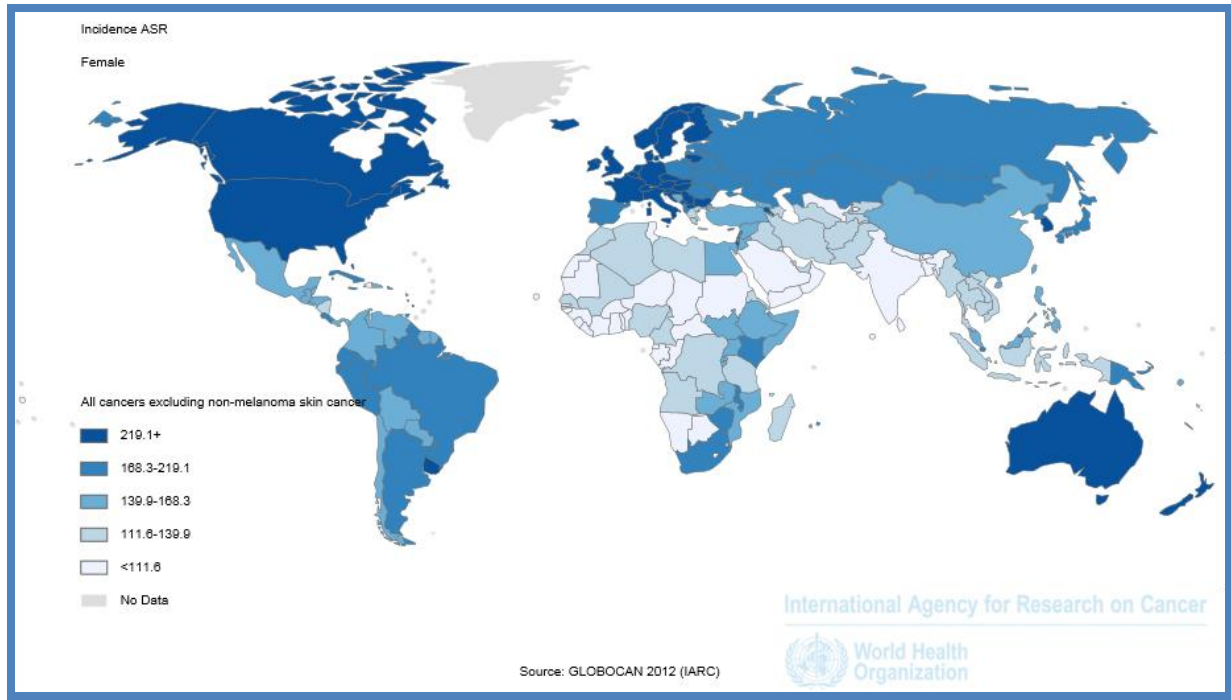 Incidence ASR
Female
All cancers excluding non-melanoma skin cancer
219.1+
168.3-219.1
139.9-168.3
111.6-139.9
<111.6
No Data
International Agency for Research on Cancer
World Health
Organization
Source: GLOBOCAN 2012 (IARC)